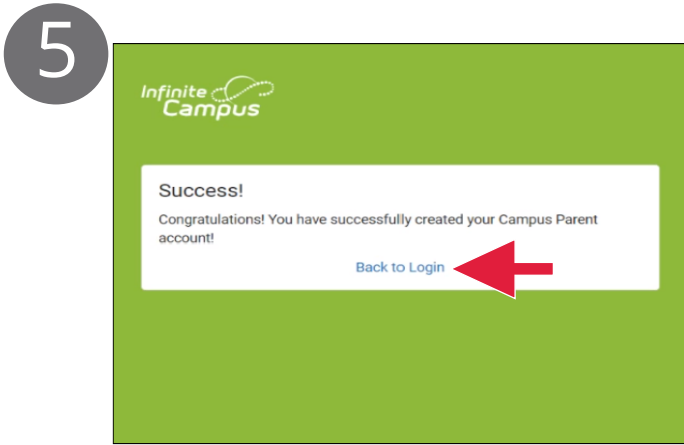 5
Infinite
Campus
Success!
Congratulations! You have successfully created your Campus Parent
account!
Back to Login